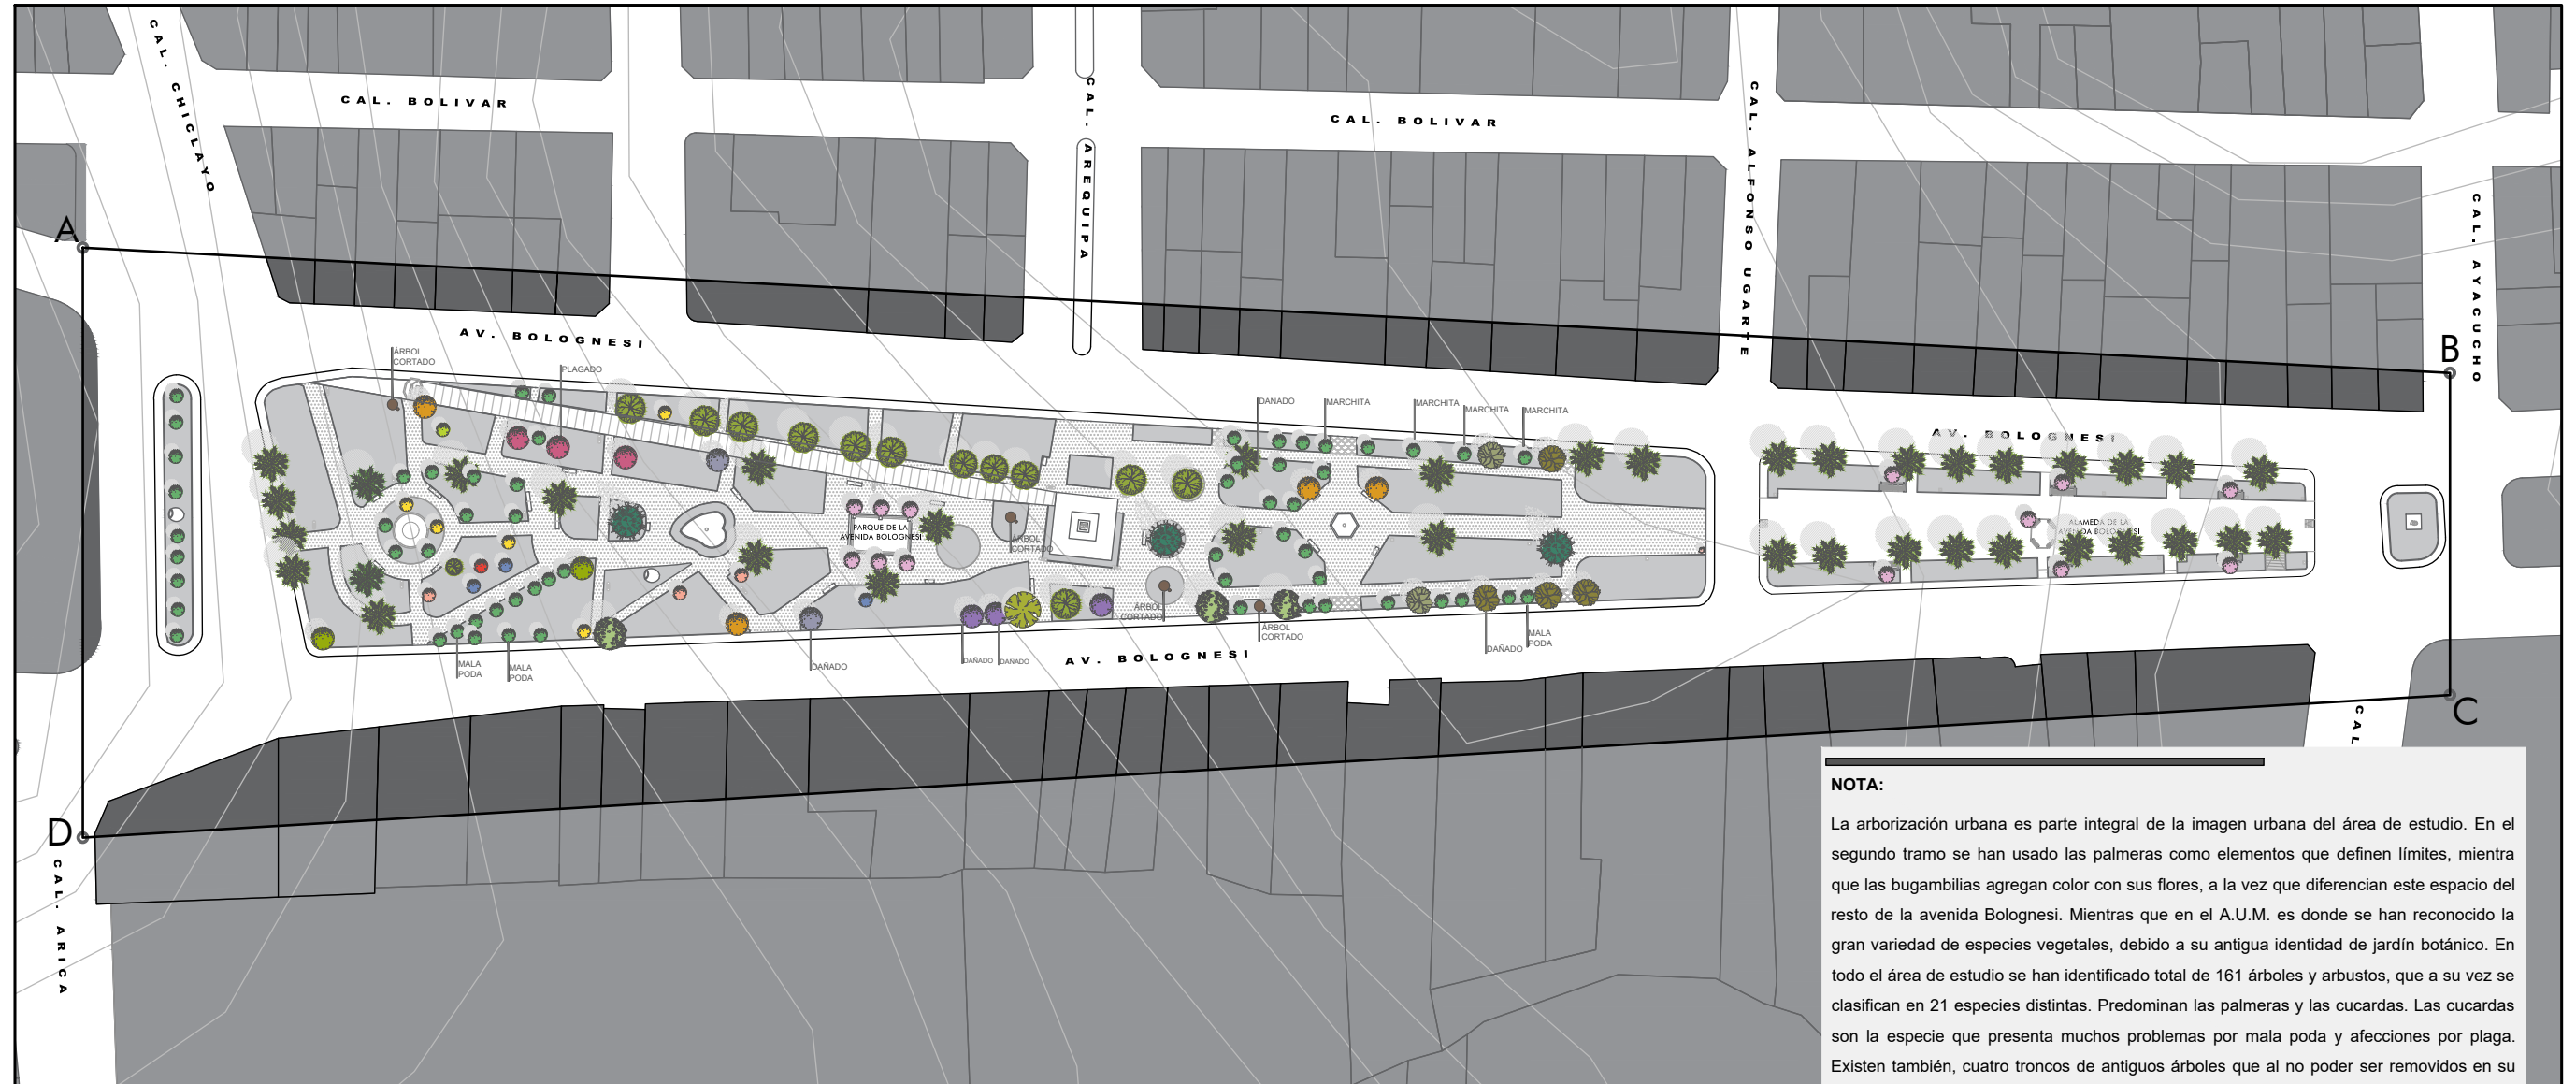 CAL. CHICLAYO
CAL. BOLIVAR
CAL. AREQUIPA
CAL. BOLIVAR
CAL. ALFONSO UGARTE
CAL. AYACUCHO
A
B
AV. BOLOGNESI
ÁRBOL
CORTADO
PLAGADO
DAÑADO
MARCHITA
MARCHITA
MARCHITA
MARCHITA
AV. BOLOGNESI
PARQUE DE LA
AVENIDA BOLOGNESI
ÁRBOL
CORTADO
ALAMEDA DE LA
AVENIDA BOLOGNESI
ÁRBOL
CORTADO
ÁRBOL
CORTADO
MALA
PODA
MALA
PODA
DAÑADO
DAÑADO
DAÑADO
AV. BOLOGNESI
DAÑADO
MALA
PODA
C
CAL
D
CAL. ARICA
NOTA:
La arborización urbana es parte integral de la imagen urbana del área de estudio. En el
segundo tramo se han usado las palmeras como elementos que definen límites, mientra
que las bugambilias agregan color con sus flores, a la vez que diferencian este espacio del
resto de la avenida Bolognesi. Mientras que en el A.U.M. es donde se han reconocido la
gran variedad de especies vegetales, debido a su antigua identidad de jardín botánico. En
todo el área de estudio se han identificado total de 161 árboles y arbustos, que a su vez se
clasifican en 21 especies distintas. Predominan las palmeras y las cucardas. Las cucardas
son la especie que presenta muchos problemas por mala poda y afecciones por plaga.
Existen también, cuatro troncos de antiguos árboles que al no poder ser removidos en su